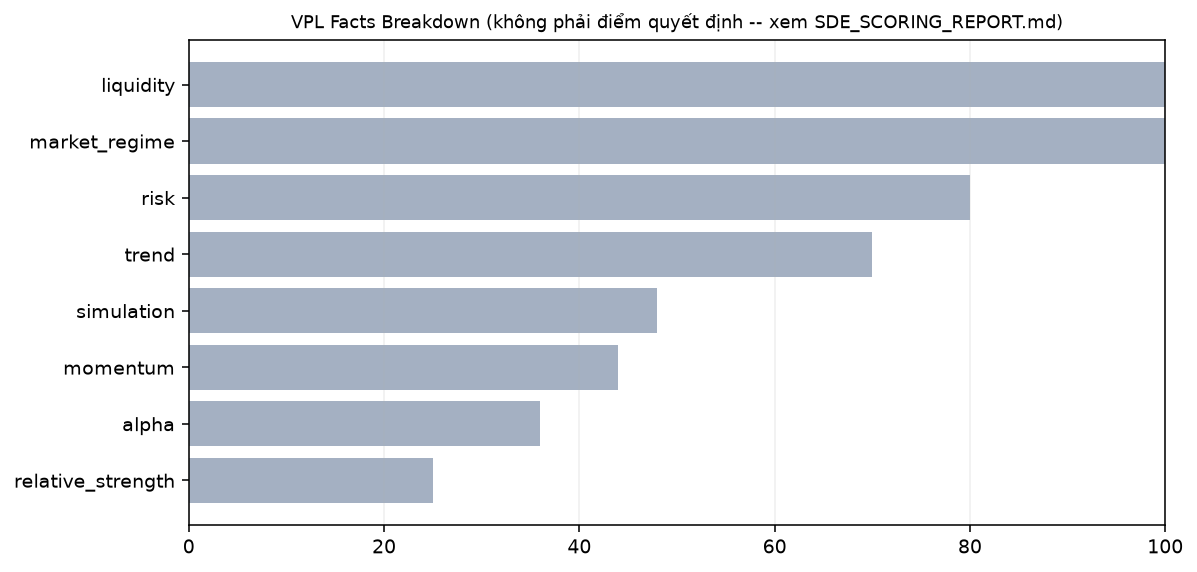 VPL Facts Breakdown (không phải điểm quyết định -- xem SDE_SCORING_REPORT.md)
liquidity
market_regime
risk
trend
simulation
momentum
alpha
relative_strength
0 20 40 60 80 100